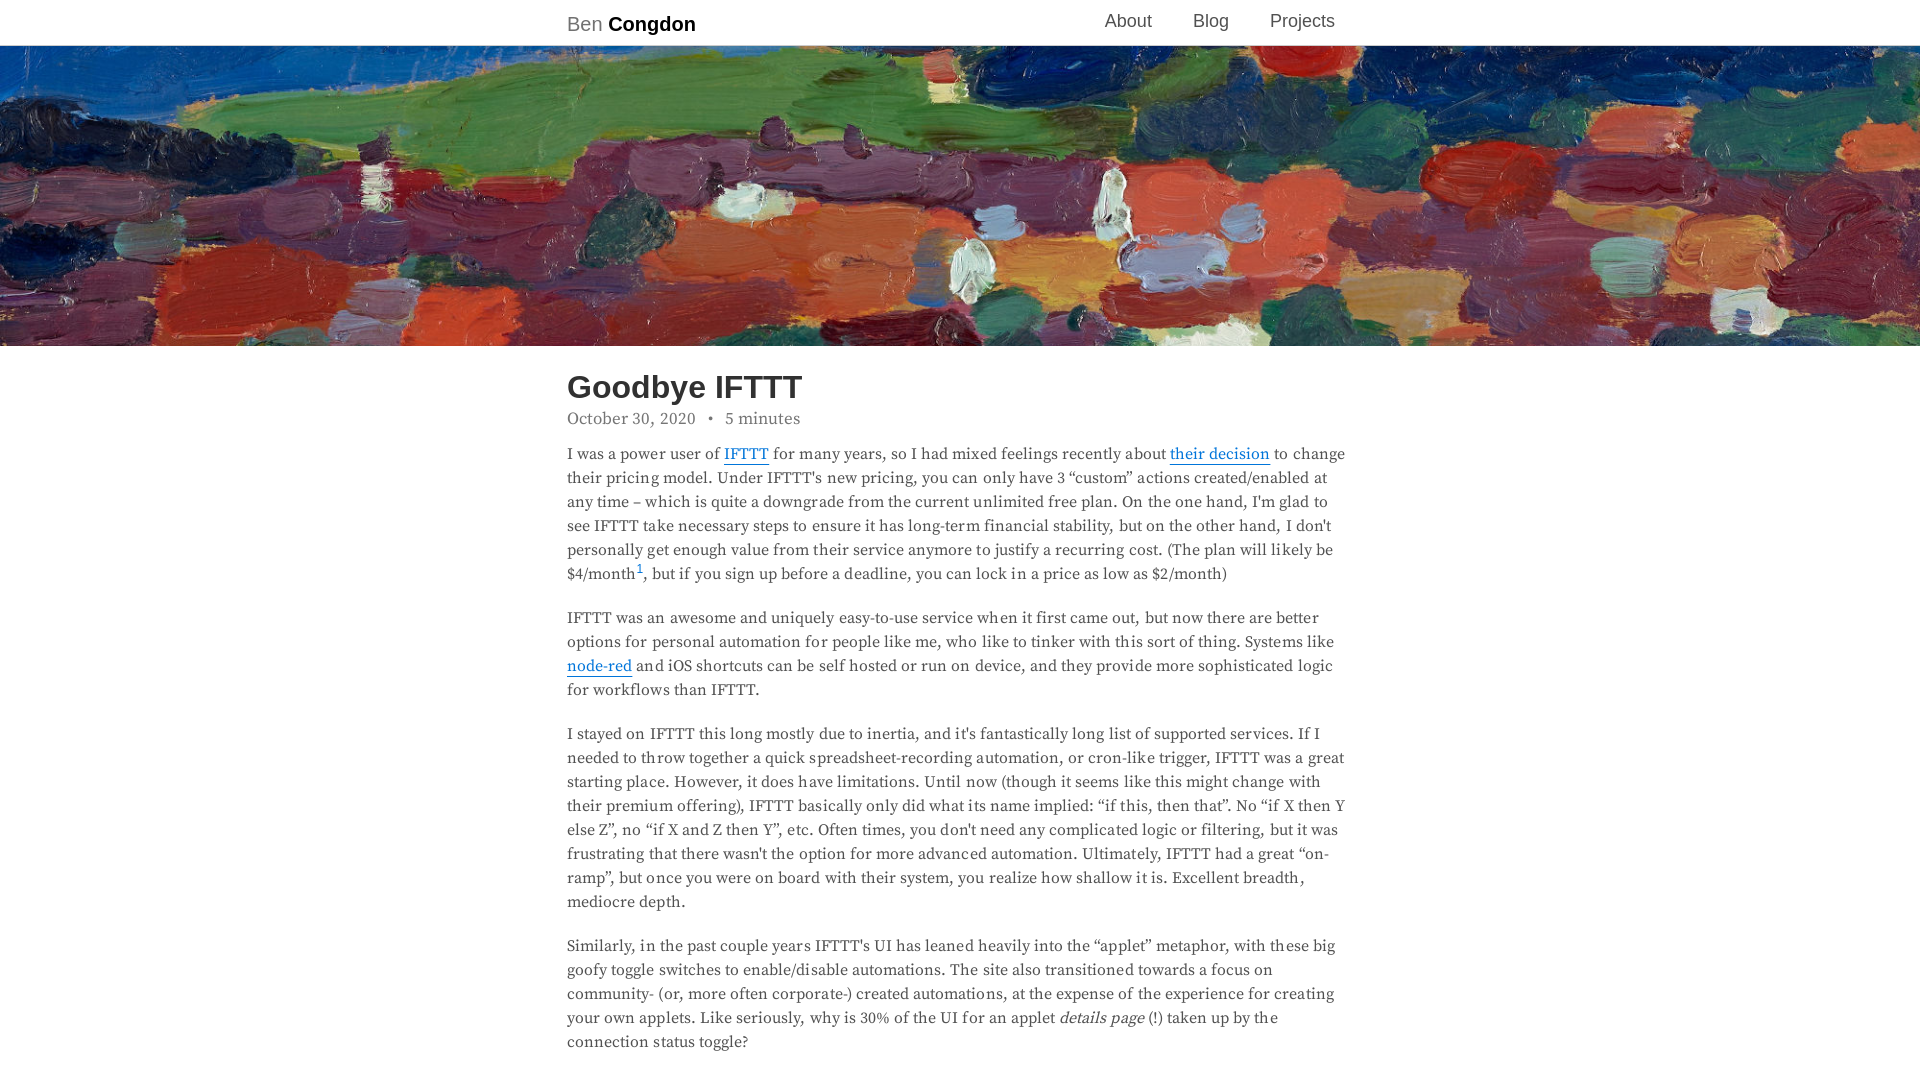 Ben Congdon
About Blog Projects
Goodbye IFTTT
October 30, 2020 • 5 minutes
I was a power user of IFTTT for many years, so I had mixed feelings recently about their decision to change
their pricing model. Under IFTTT's new pricing, you can only have 3 “custom” actions created/enabled at
any time – which is quite a downgrade from the current unlimited free plan. On the one hand, I'm glad to
see IFTTT take necessary steps to ensure it has long-term financial stability, but on the other hand, I don't
personally get enough value from their service anymore to justify a recurring cost. (The plan will likely be
$4/month1, but if you sign up before a deadline, you can lock in a price as low as $2/month)
IFTTT was an awesome and uniquely easy-to-use service when it first came out, but now there are better
options for personal automation for people like me, who like to tinker with this sort of thing. Systems like
node-red and iOS shortcuts can be self hosted or run on device, and they provide more sophisticated logic
for workflows than IFTTT.
I stayed on IFTTT this long mostly due to inertia, and it's fantastically long list of supported services. If I
needed to throw together a quick spreadsheet-recording automation, or cron-like trigger, IFTTT was a great
starting place. However, it does have limitations. Until now (though it seems like this might change with
their premium offering), IFTTT basically only did what its name implied: “if this, then that”. No “if X then Y
else Z”, no “if X and Z then Y”, etc. Often times, you don't need any complicated logic or filtering, but it was
frustrating that there wasn't the option for more advanced automation. Ultimately, IFTTT had a great “on-
ramp”, but once you were on board with their system, you realize how shallow it is. Excellent breadth,
mediocre depth.
Similarly, in the past couple years IFTTT's UI has leaned heavily into the “applet” metaphor, with these big
goofy toggle switches to enable/disable automations. The site also transitioned towards a focus on
community- (or, more often corporate-) created automations, at the expense of the experience for creating
your own applets. Like seriously, why is 30% of the UI for an applet details page (!) taken up by the
connection status toggle?